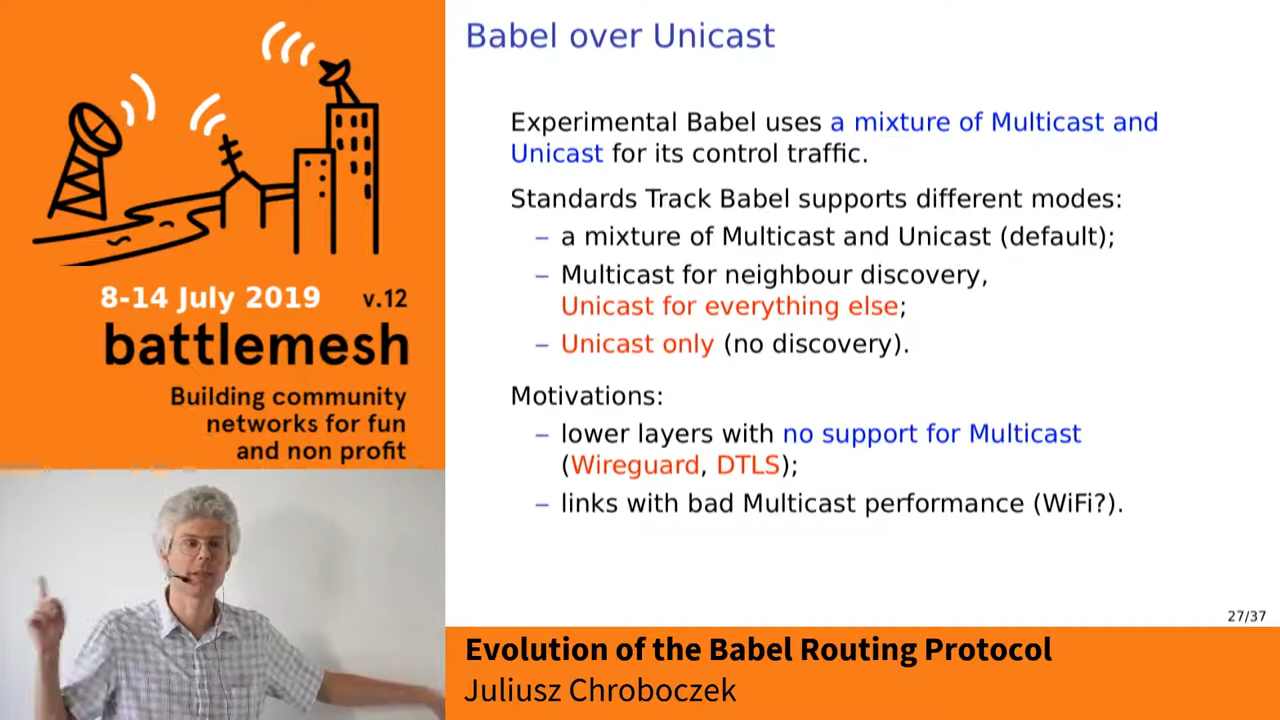 8-14 July 2019 v.12
battlemesh
Building community
networks for fun
and non profit
Babel over Unicast
Experimental Babel uses a mixture of Multicast and
Unicast for its control traffic.
Standards Track Babel supports different modes:
– a mixture of Multicast and Unicast (default);
– Multicast for neighbour discovery,
Unicast for everything else;
– Unicast only (no discovery).
Motivations:
– lower layers with no support for Multicast
(Wireguard, DTLS);
– links with bad Multicast performance (WiFi?).
27/37
Evolution of the Babel Routing Protocol
Juliusz Chroboczek